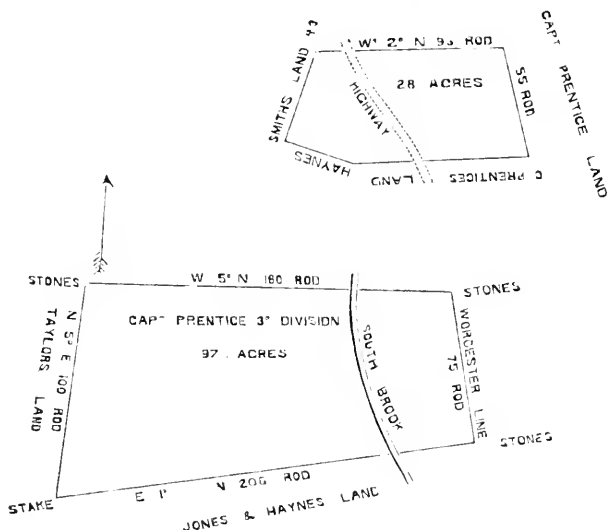 W 2° N 93 ROD
SMITHS LAND 43
HIGHWAY
28 ACRES
55 ROD
CAPT PRENTICE LAND
HAYNES
C PRENTICES LAND
STONES
W 5° N 180 ROD
STONES
CAPT PRENTICE 3° DIVISION
97 ACRES
N 5° E 100 ROD
TAYLORS LAND
SOUTH BROOK
WORCESTER LINE
75 ROD
STONES
STAKE
E 1° N 206 ROD
JONES & HAYNES LAND